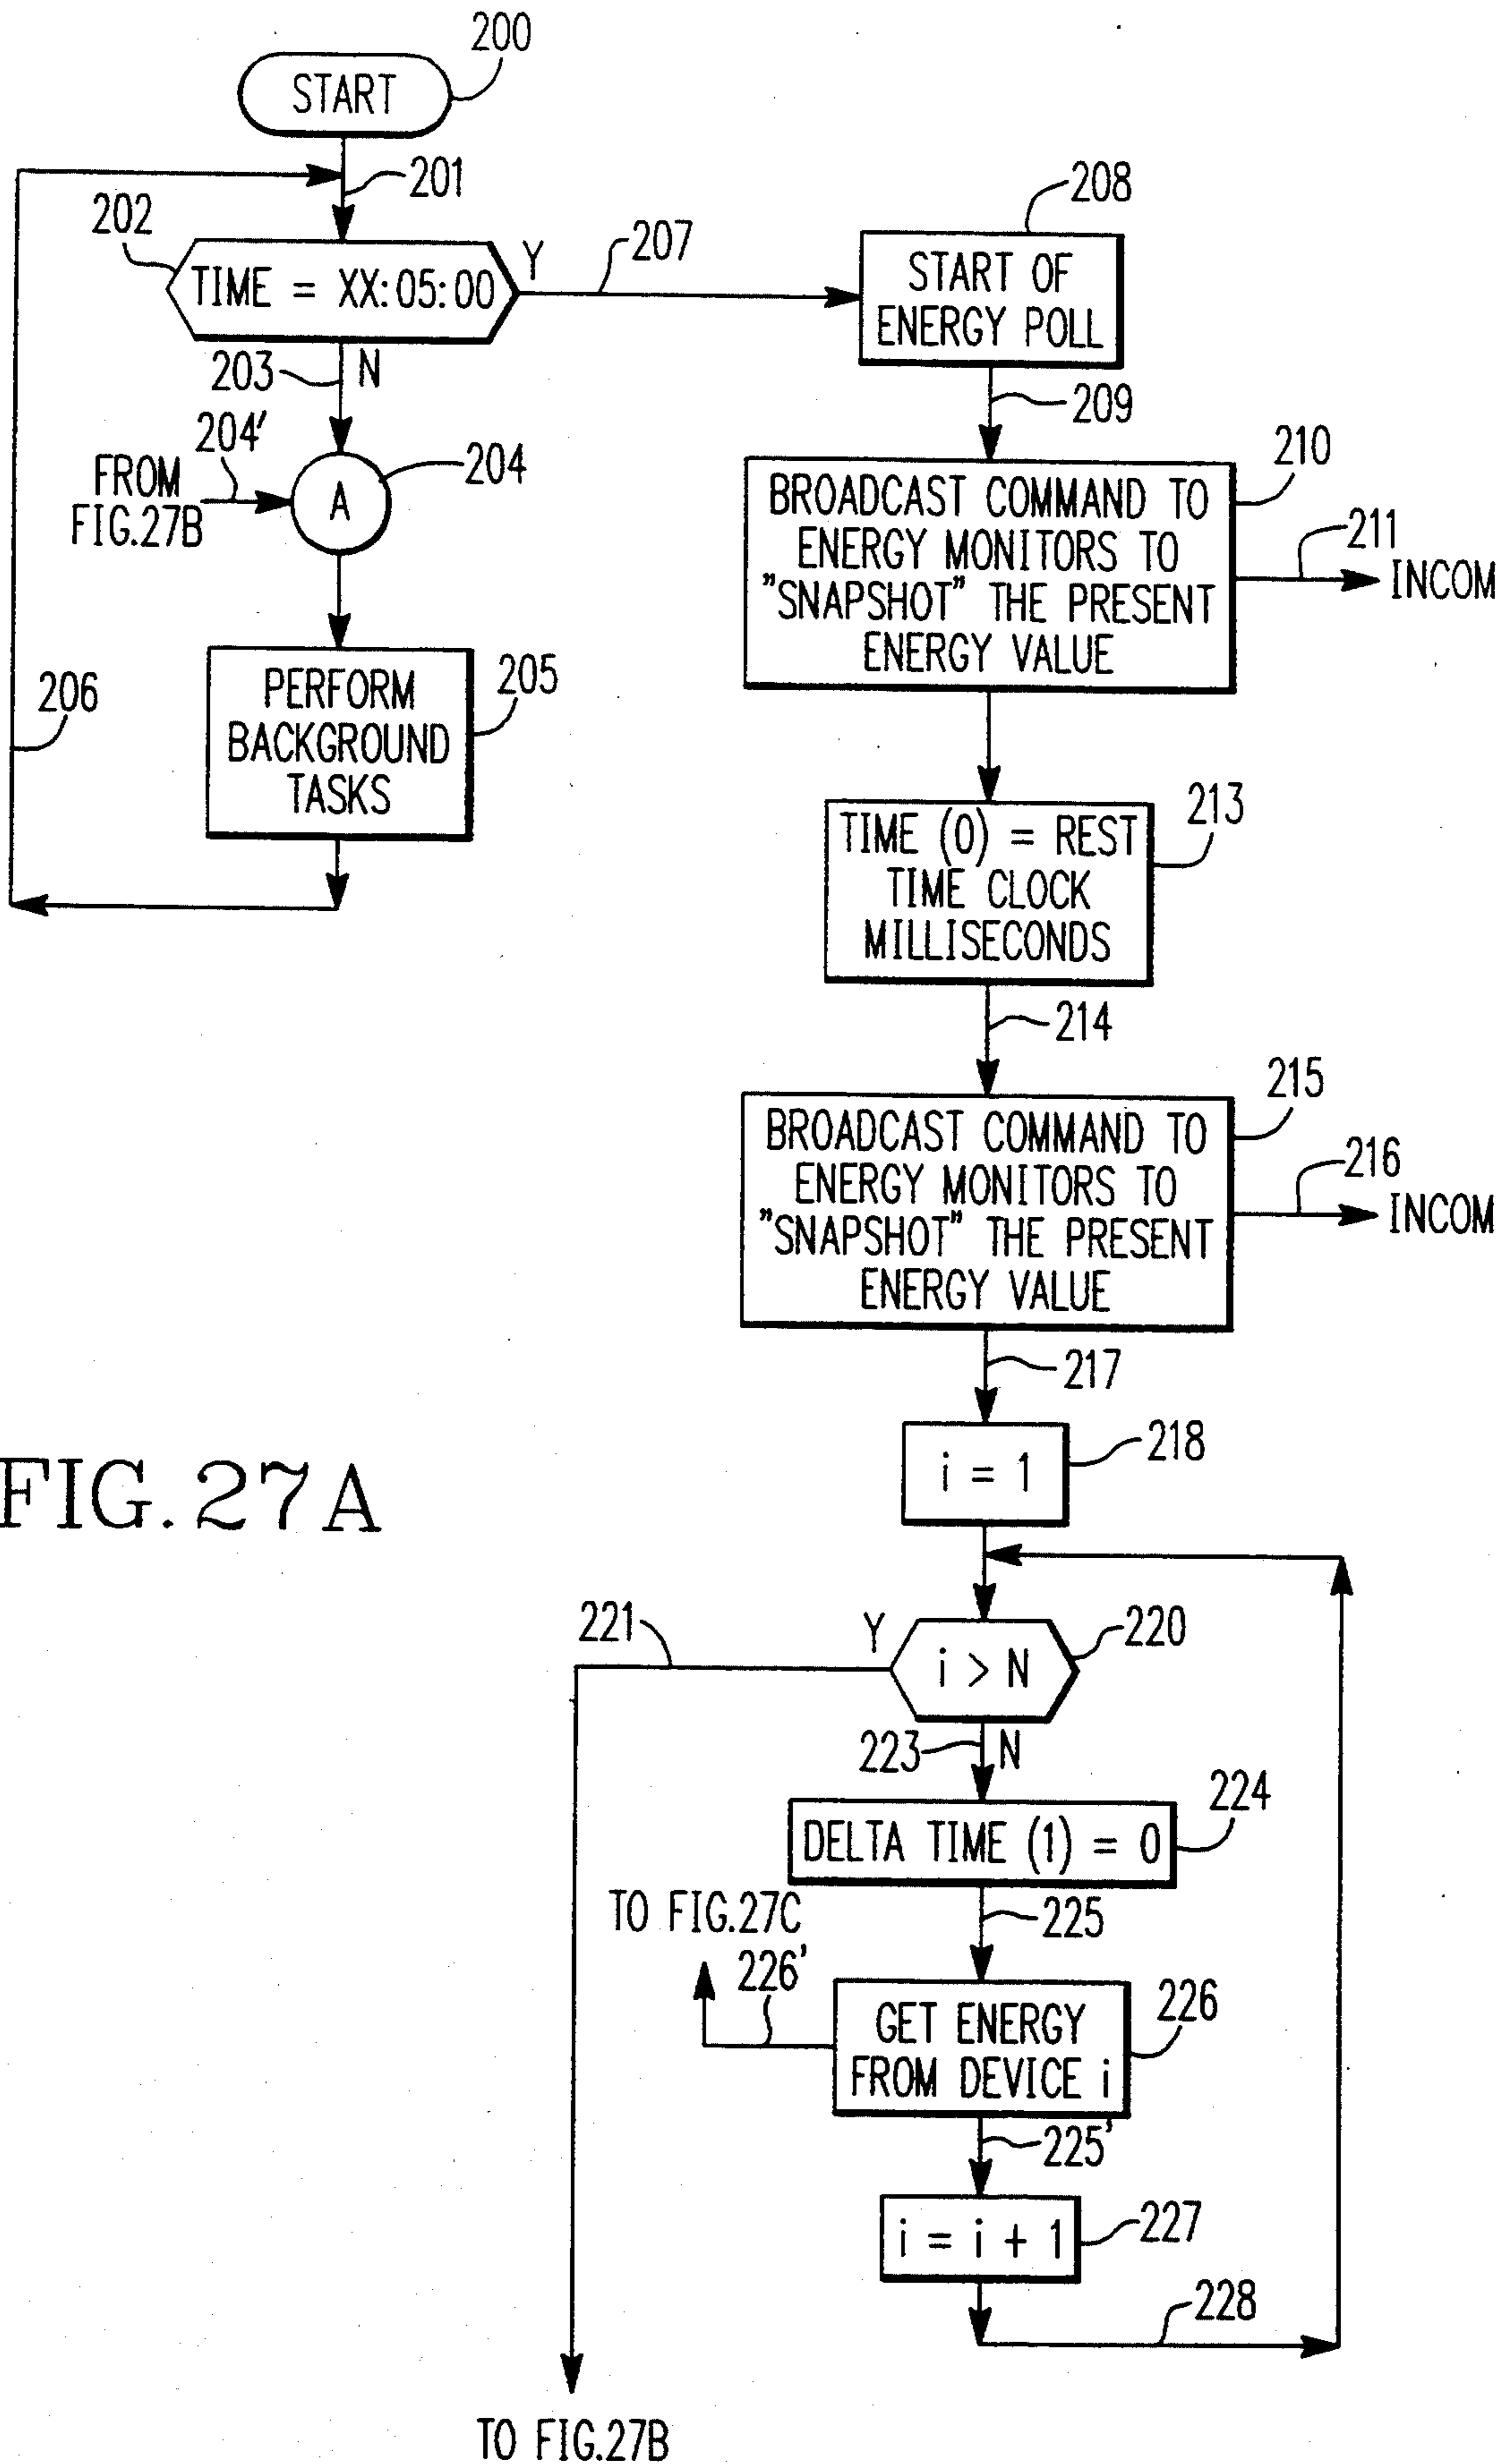 200
START
201
202
TIME = XX:05:00
Y
207
208
START OF
ENERGY POLL
203
N
209
204'
FROM
FIG.27B
A
204
210
BROADCAST COMMAND TO
ENERGY MONITORS TO
"SNAPSHOT" THE PRESENT
ENERGY VALUE
211
INCOM
206
PERFORM
BACKGROUND
TASKS
205
213
TIME (0) = REST
TIME CLOCK
MILLISECONDS
214
215
BROADCAST COMMAND TO
ENERGY MONITORS TO
"SNAPSHOT" THE PRESENT
ENERGY VALUE
216
INCOM
217
218
i = 1
FIG. 27A
221
Y
i > N
220
223
N
224
DELTA TIME (1) = 0
225
TO FIG.27C
226'
226
GET ENERGY
FROM DEVICE i
225'
i = i + 1
227
228
TO FIG.27B